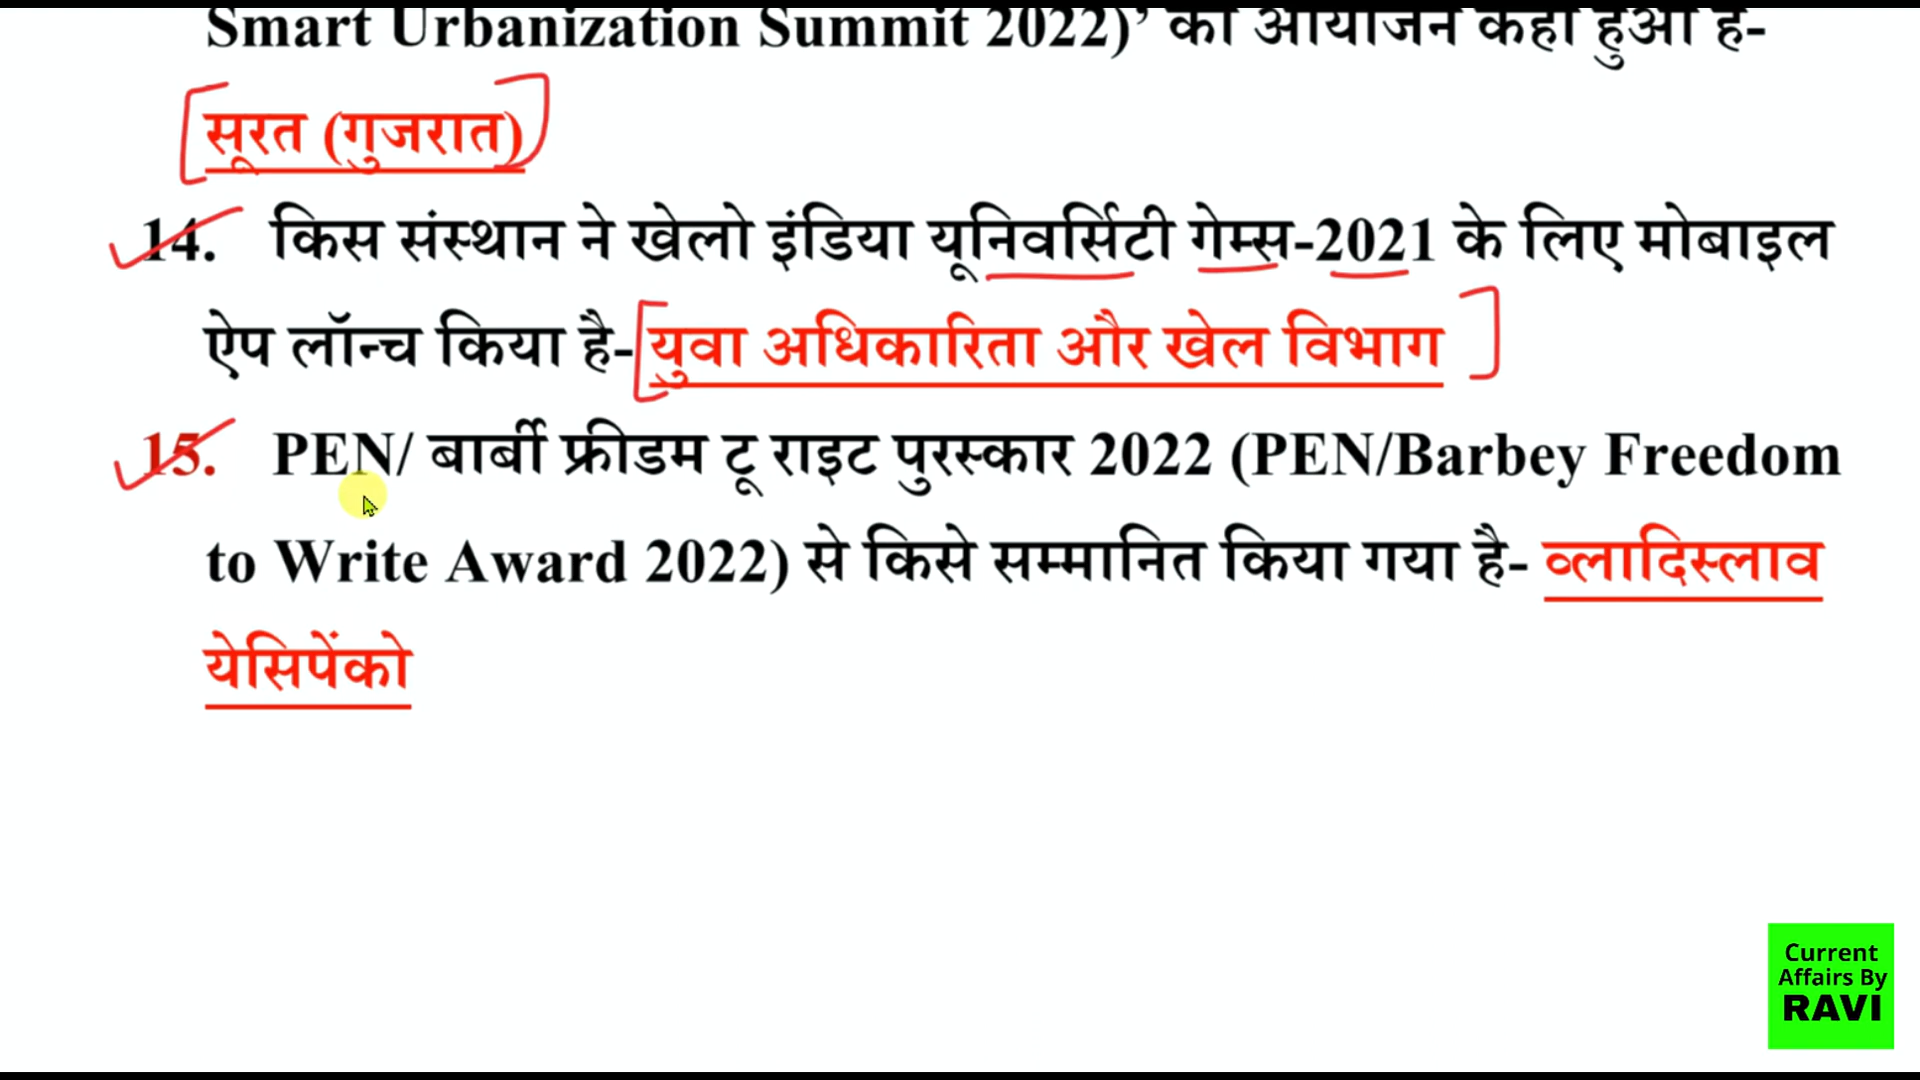 Smart Urbanization Summit 2022)’ का आयोजन कहाँ हुआ है-
सूरत (गुजरात)
14. किस संस्थान ने खेलो इंडिया यूनिवर्सिटी गेम्स-2021 के लिए मोबाइल
ऐप लॉन्च किया है- युवा अधिकारिता और खेल विभाग
15. PEN/ बार्बी फ्रीडम टू राइट पुरस्कार 2022 (PEN/Barbey Freedom
to Write Award 2022) से किसे सम्मानित किया गया है- व्लादिस्लाव
येसिपेंको
Current
Affairs By
RAVI